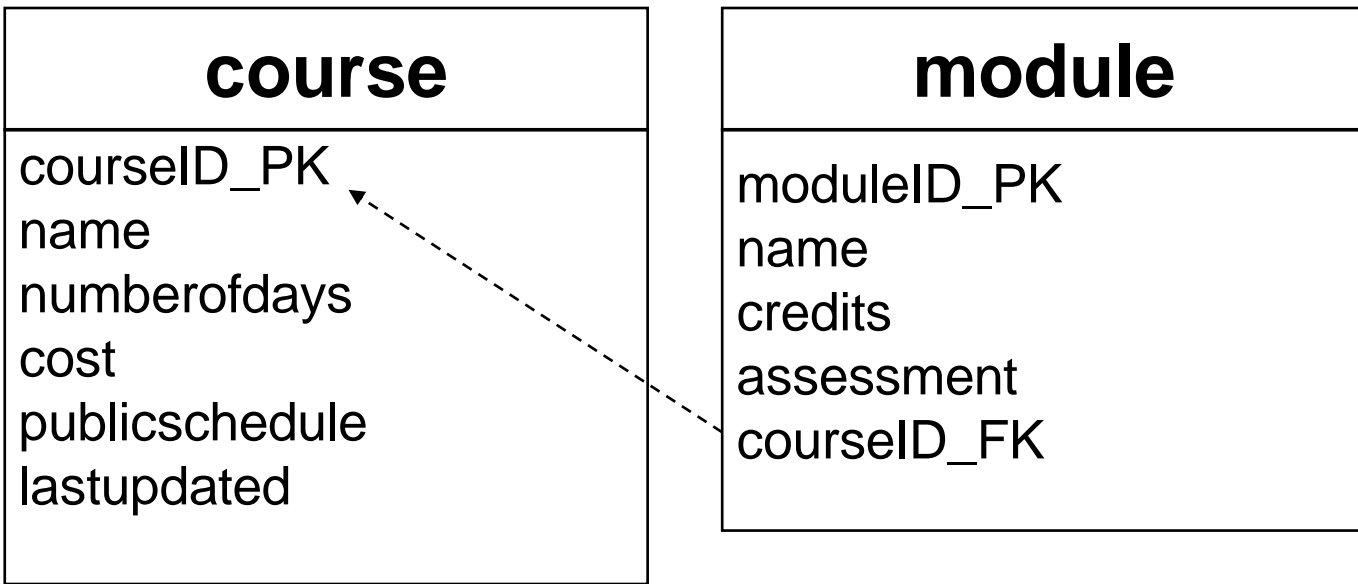 course
courseID_PK
name
numberofdays
cost
publicschedule
lastupdated
module
moduleID_PK
name
credits
assessment
courseID_FK